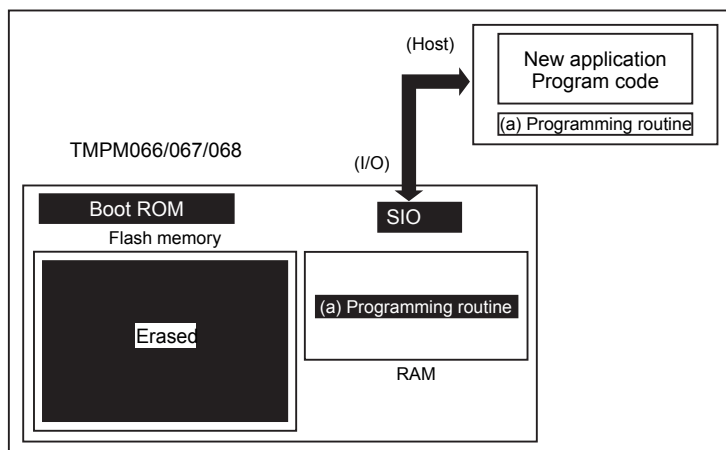 (Host)
New application
Program code
(a) Programming routine
TMPM066/067/068
(I/O)
Boot ROM
SIO
Flash memory
(a) Programming routine
Erased
RAM